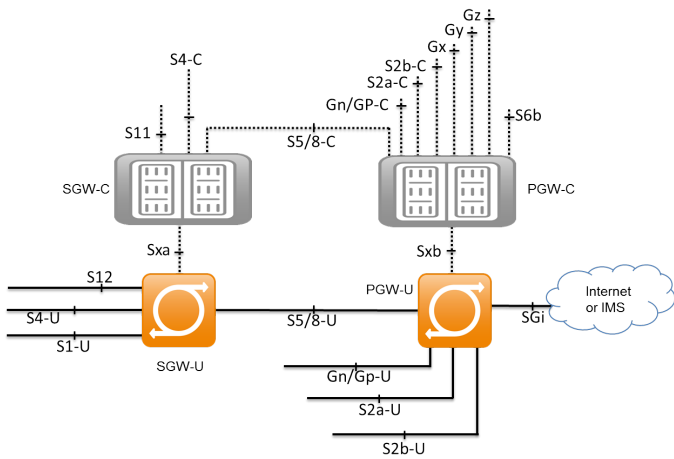 Gz
Gy
Gx
S4-C
S2b-C
S2a-C
Gn/GP-C
S6b
S11
S5/8-C
SGW-C
PGW-C
Sxa
Sxb
S12
PGW-U
Internet
or IMS
S4-U
S5/8-U
SGi
S1-U
SGW-U
Gn/Gp-U
S2a-U
S2b-U